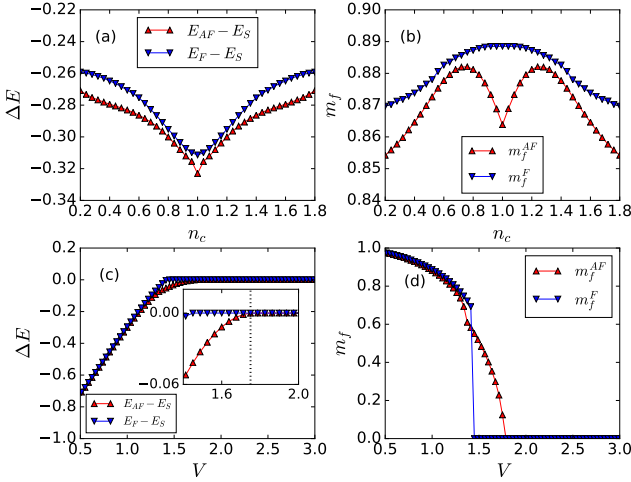 −0.22
−0.24
−0.26
−0.28
−0.30
−0.32
−0.34
ΔE
(a)
E_{AF} − E_S
E_F − E_S
0.2 0.4 0.6 0.8 1.0 1.2 1.4 1.6 1.8
n_c
0.90
0.89
0.88
0.87
0.86
0.85
0.84
m_f
(b)
m_f^{AF}
m_f^F
0.2 0.4 0.6 0.8 1.0 1.2 1.4 1.6 1.8
n_c
0.2
0.0
−0.2
−0.4
−0.6
−0.8
−1.0
ΔE
(c)
0.00
−0.06
1.6 2.0
E_{AF} − E_S
E_F − E_S
0.5 1.0 1.5 2.0 2.5 3.0
V
1.0
0.8
0.6
0.4
0.2
0.0
m_f
(d)
m_f^{AF}
m_f^F
0.5 1.0 1.5 2.0 2.5 3.0
V